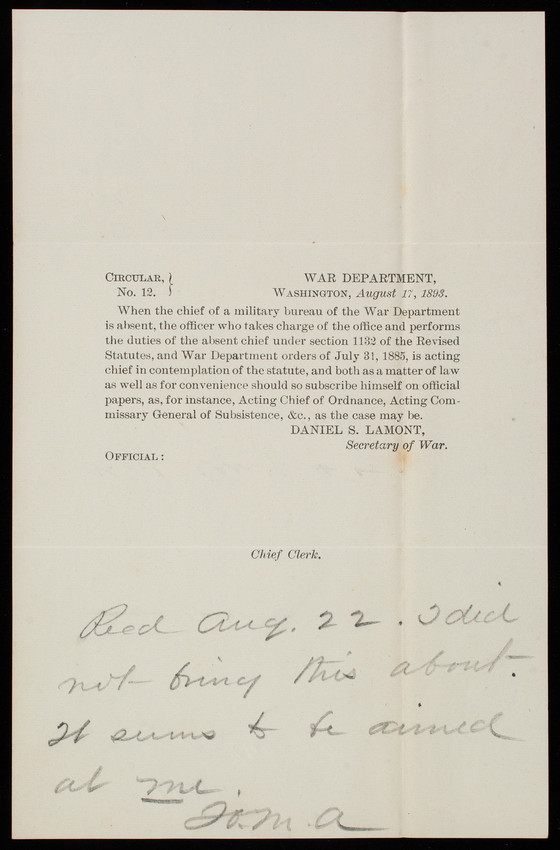 CIRCULAR,
No. 12.
WAR DEPARTMENT,
WASHINGTON, August 17, 1893.
When the chief of a military bureau of the War Department
is absent, the officer who takes charge of the office and performs
the duties of the absent chief under section 1132 of the Revised
Statutes, and War Department orders of July 31, 1885, is acting
chief in contemplation of the statute, and both as a matter of law
as well as for convenience should so subscribe himself on official
papers, as, for instance, Acting Chief of Ordnance, Acting Com-
missary General of Subsistence, &c., as the case may be.
DANIEL S. LAMONT,
Secretary of War.
OFFICIAL:
Chief Clerk.
Recd Aug. 22. I did
not bring this about.
It seems to be aimed
at me.